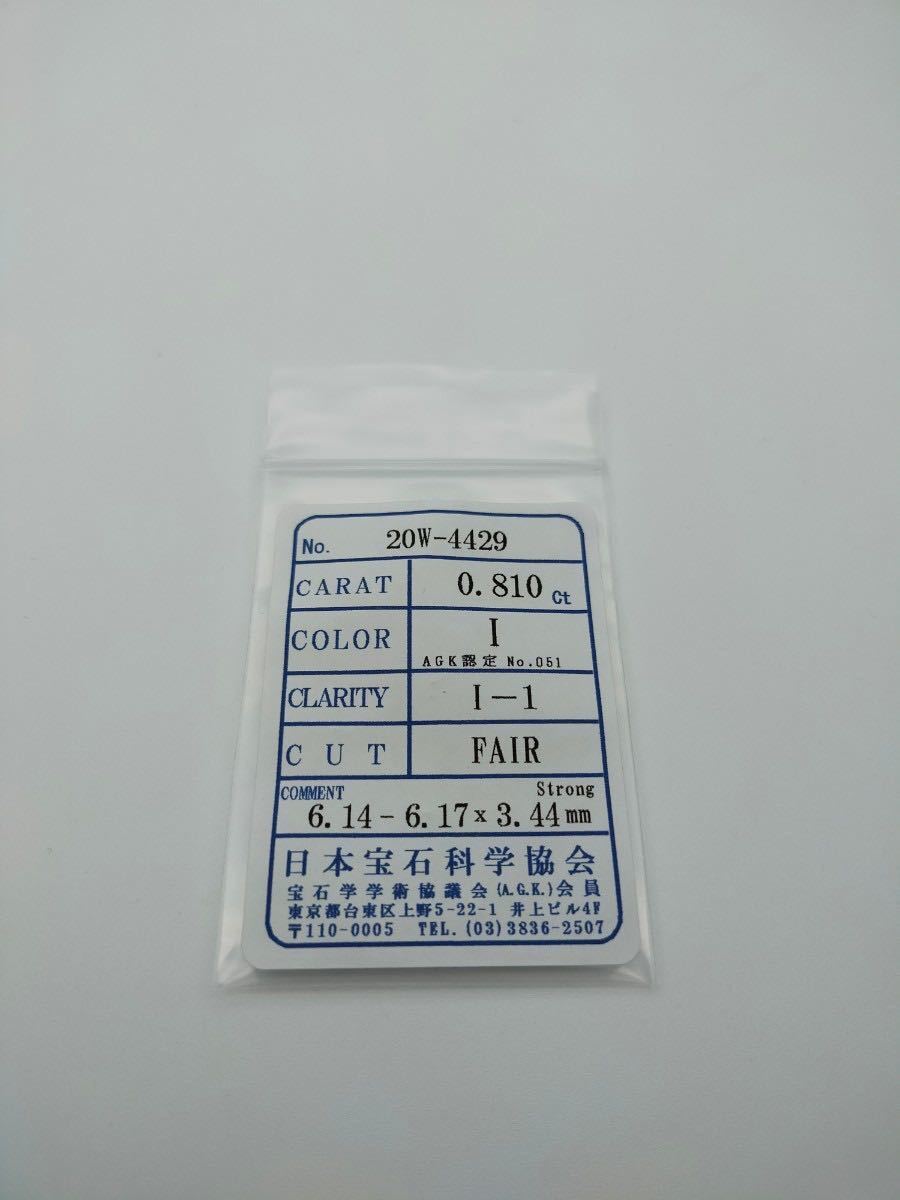 No. 20W-4429
CARAT 0.810 Ct
COLOR I
AGK認定 No.051
CLARITY I-1
CUT FAIR
COMMENT Strong
6.14-6.17x3.44mm
日本宝石科学協会
宝石学学術協議会(A.G.K.)会員
東京都台東区上野5-22-1 井上ビル4F
〒110-0005 TEL.(03)3836-2507